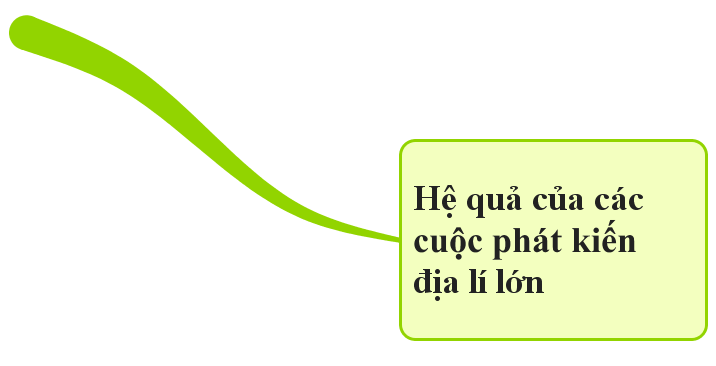 Hệ quả của các
cuộc phát kiến
địa lí lớn